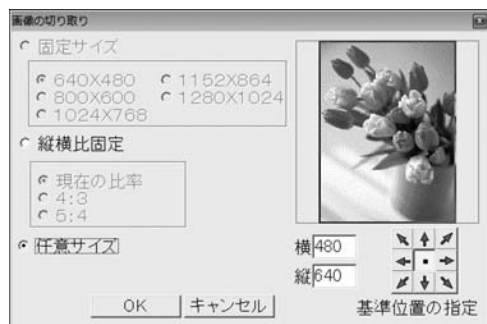 画像の切り取り
固定サイズ
640X480 1152X864
800X600 1280X1024
1024X768
縦横比固定
現在の比率
4:3
5:4
任意サイズ
横 480
縦 640
基準位置の指定
OK キャンセル